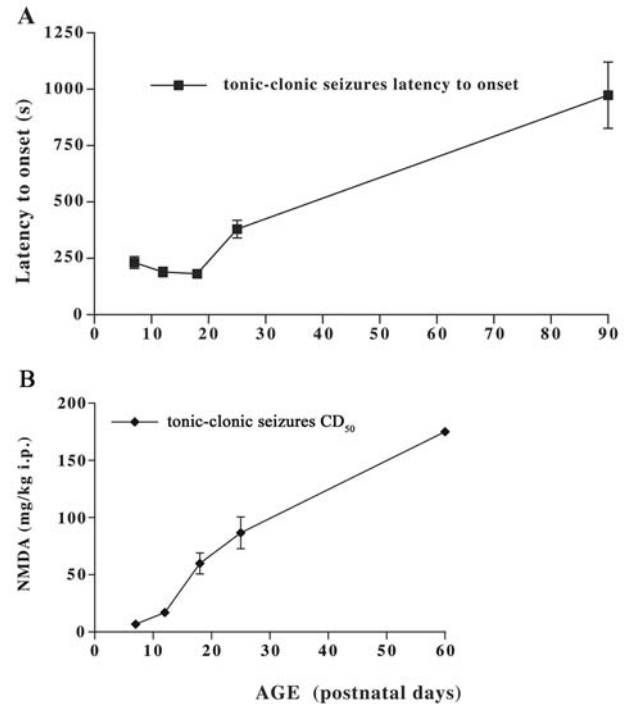 A
1250
1000
750
500
250
0
Latency to onset (s)
tonic-clonic seizures latency to onset
0 10 20 30 40 50 60 70 80 90
B
200
150
100
50
0
NMDA (mg/kg i.p.)
tonic-clonic seizures CD50
0 10 20 30 40 50 60
AGE (postnatal days)